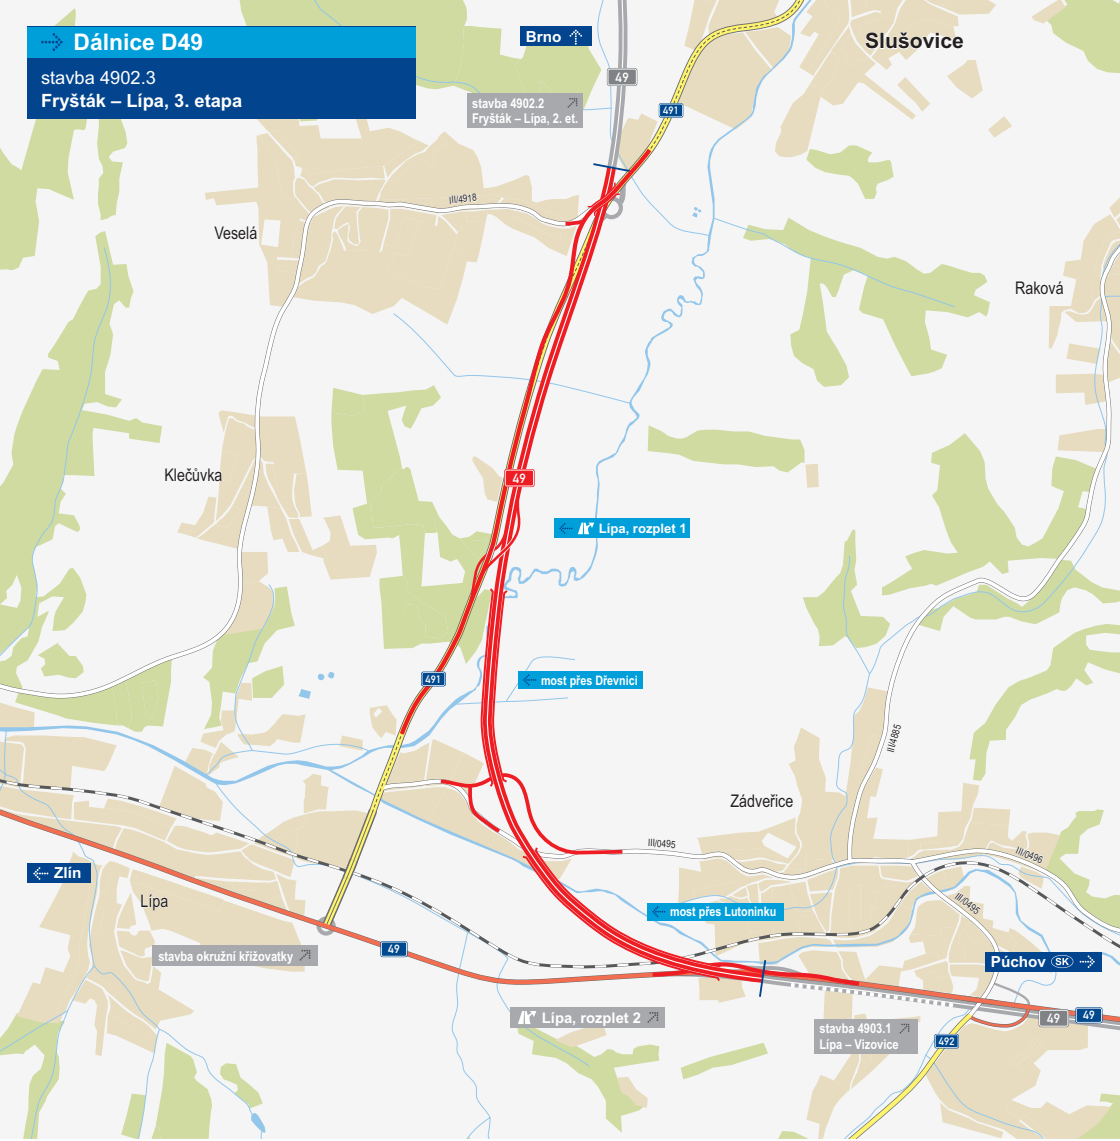 Dálnice D49
stavba 4902.3
Fryšták – Lípa, 3. etapa
Brno
Slušovice
49
stavba 4902.2
Fryšták – Lípa, 2. et.
491
III/4918
Veselá
Raková
Klečůvka
49
Lípa, rozplet 1
491
most přes Dřevnici
III/4885
Zádveřice
III/0495
III/0496
Zlín
Lípa
III/0495
most přes Lutoninku
49
stavba okružní křižovatky
Púchov SK
Lípa, rozplet 2
49
49
stavba 4903.1
Lípa – Vizovice
492